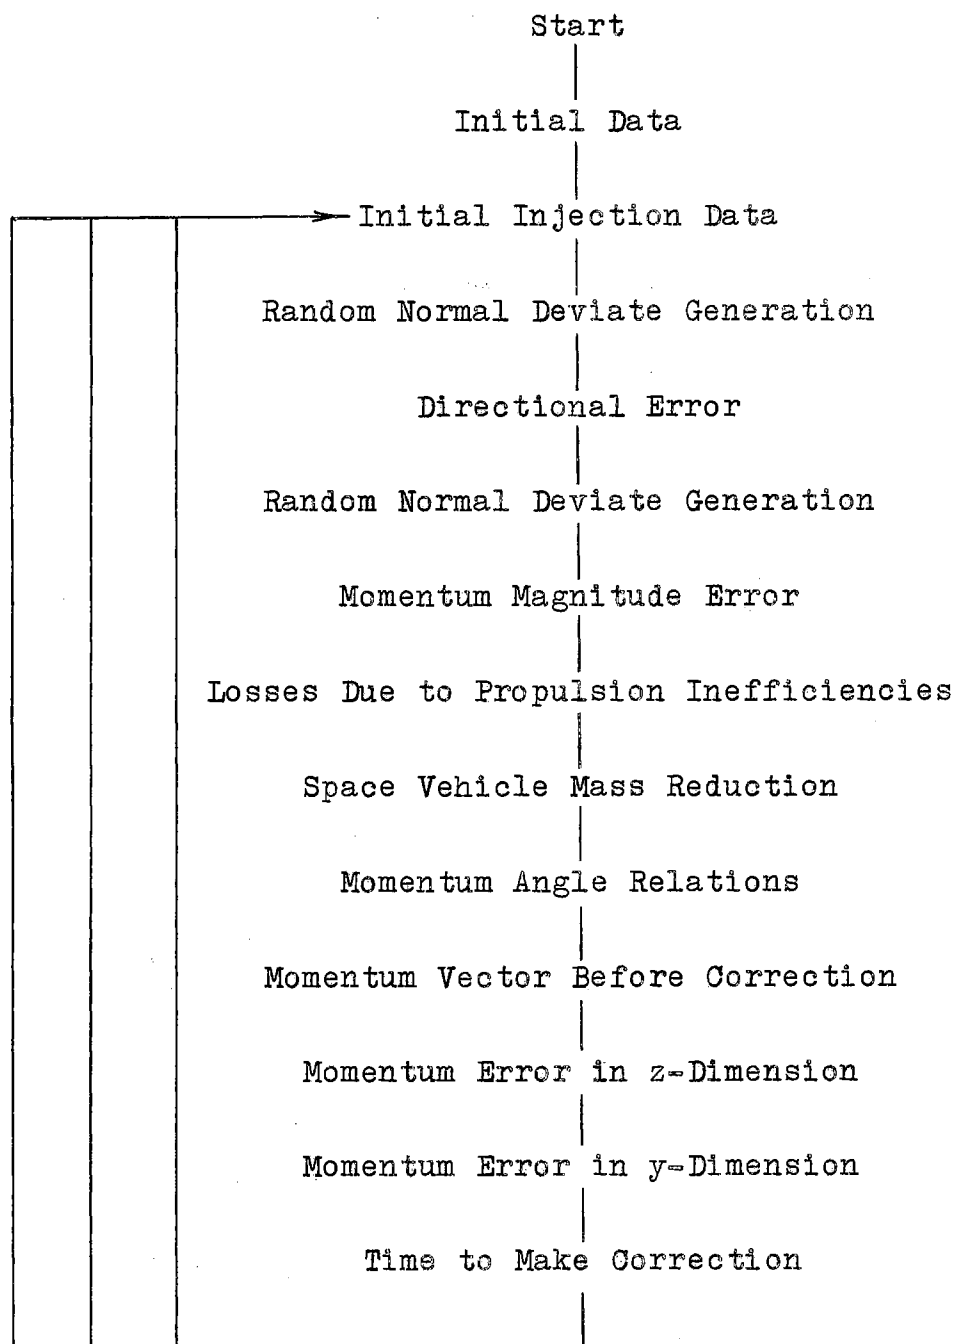 Start
Initial Data
Initial Injection Data
Random Normal Deviate Generation
Directional Error
Random Normal Deviate Generation
Momentum Magnitude Error
Losses Due to Propulsion Inefficiencies
Space Vehicle Mass Reduction
Momentum Angle Relations
Momentum Vector Before Correction
Momentum Error in z-Dimension
Momentum Error in y-Dimension
Time to Make Correction